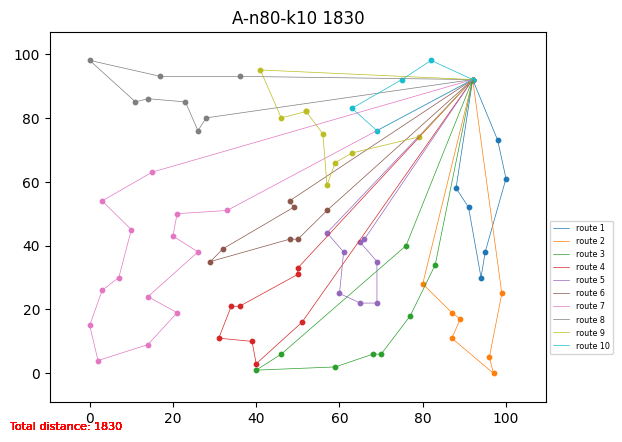 A-n80-k10 1830
100
80
60
40
20
0
0 20 40 60 80 100
route 1
route 2
route 3
route 4
route 5
route 6
route 7
route 8
route 9
route 10
Total distance: 1830